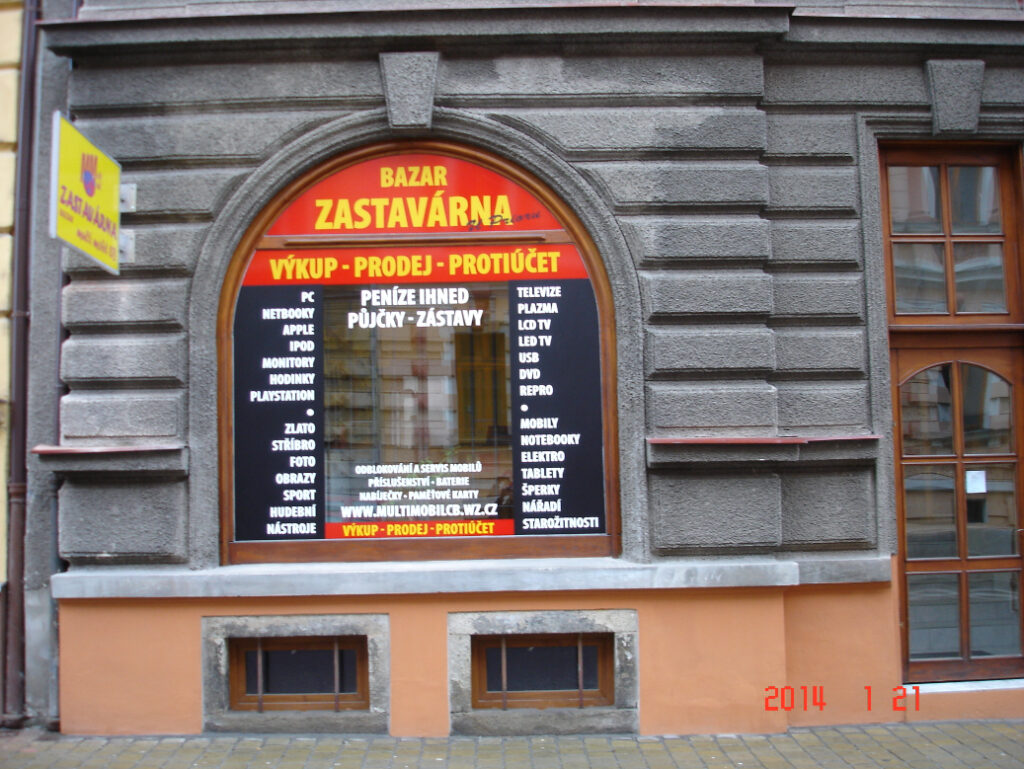 BAZAR
ZASTAVÁRNA
VÝKUP - PRODEJ - PROTIÚČET
PENÍZE IHNED
PŮJČKY - ZÁSTAVY
PC
NETBOOKY
APPLE
IPOD
MONITORY
HODINKY
PLAYSTATION
•
ZLATO
STŘÍBRO
FOTO
OBRAZY
SPORT
HUDEBNÍ
NÁSTROJE
TELEVIZE
PLAZMA
LCD TV
LED TV
USB
DVD
REPRO
•
MOBILY
NOTEBOOKY
ELEKTRO
TABLETY
ŠPERKY
NÁŘADÍ
STAROŽITNOSTI
ODBLOKOVÁNÍ A SERVIS MOBILŮ
PŘÍSLUŠENSTVÍ - BATERIE
NABÍJEČKY - PAMĚŤOVÉ KARTY
WWW.MULTIMOBILCB.WZ.CZ
VÝKUP - PRODEJ - PROTIÚČET
ZASTAVÁRNA
2014 1 21